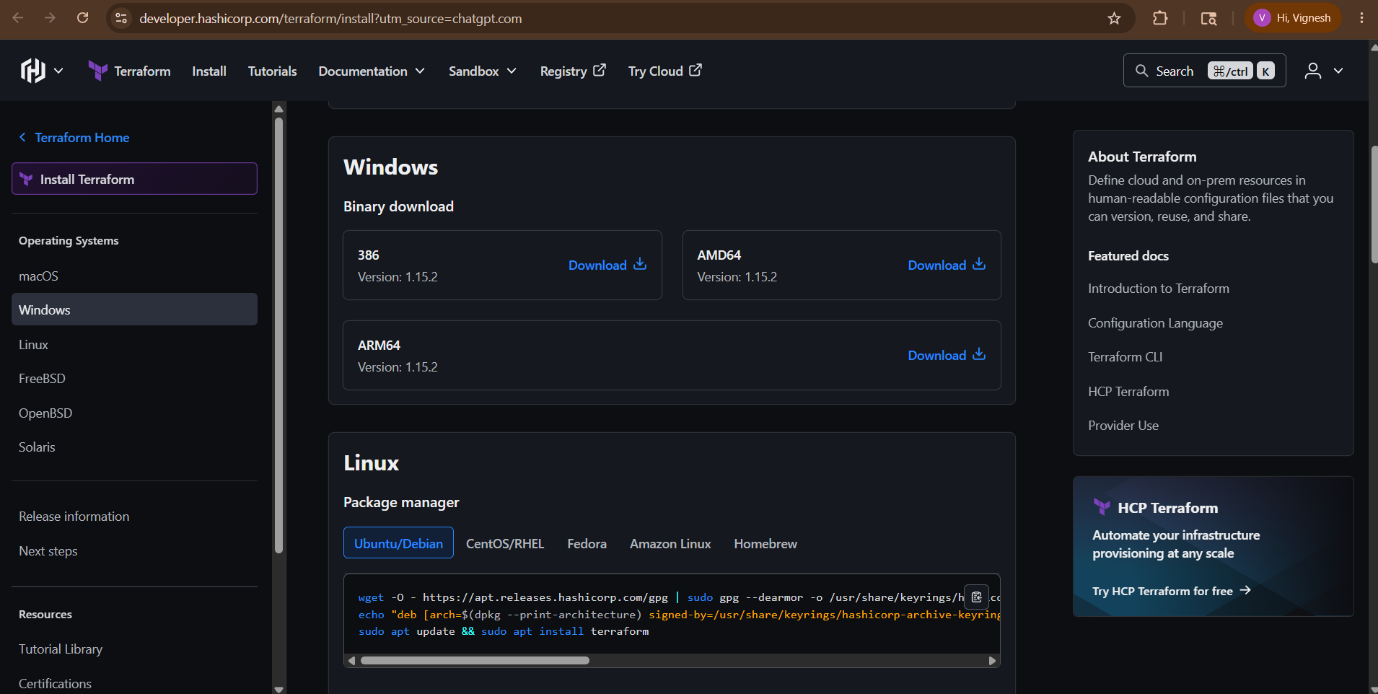 developer.hashicorp.com/terraform/install?utm_source=chatgpt.com
V Hi, Vignesh
Terraform Install Tutorials Documentation Sandbox Registry Try Cloud
Search ⌘/ctrl K
Terraform Home
Install Terraform
Operating Systems
macOS
Windows
Linux
FreeBSD
OpenBSD
Solaris
Release information
Next steps
Resources
Tutorial Library
Certifications
Windows
Binary download
386
Version: 1.15.2
Download
AMD64
Version: 1.15.2
Download
ARM64
Version: 1.15.2
Download
Linux
Package manager
Ubuntu/Debian CentOS/RHEL Fedora Amazon Linux Homebrew
wget -O - https://apt.releases.hashicorp.com/gpg | sudo gpg --dearmor -o /usr/share/keyrings/
echo "deb [arch=$(dpkg --print-architecture) signed-by=/usr/share/keyrings/hashicorp-archive-keyring
sudo apt update && sudo apt install terraform
About Terraform
Define cloud and on-prem resources in
human-readable configuration files that you
can version, reuse, and share.
Featured docs
Introduction to Terraform
Configuration Language
Terraform CLI
HCP Terraform
Provider Use
HCP Terraform
Automate your infrastructure
provisioning at any scale
Try HCP Terraform for free →